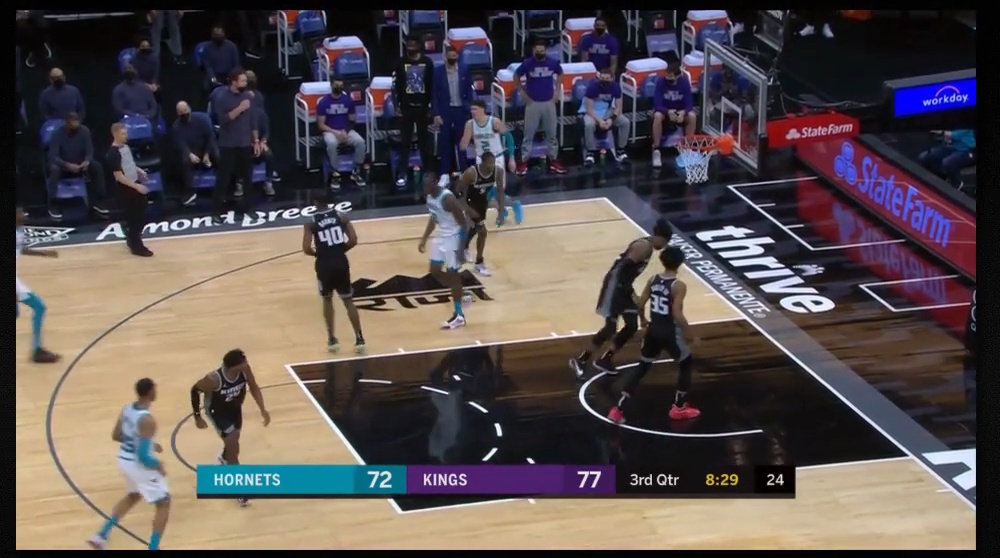 workday.
StateFarm
StateFarm
Almond Breeze
BARNES
40
राजा
thrive
KAISER PERMANENTE®
35
HORNETS 72 KINGS 77 3rd Qtr 8:29 24